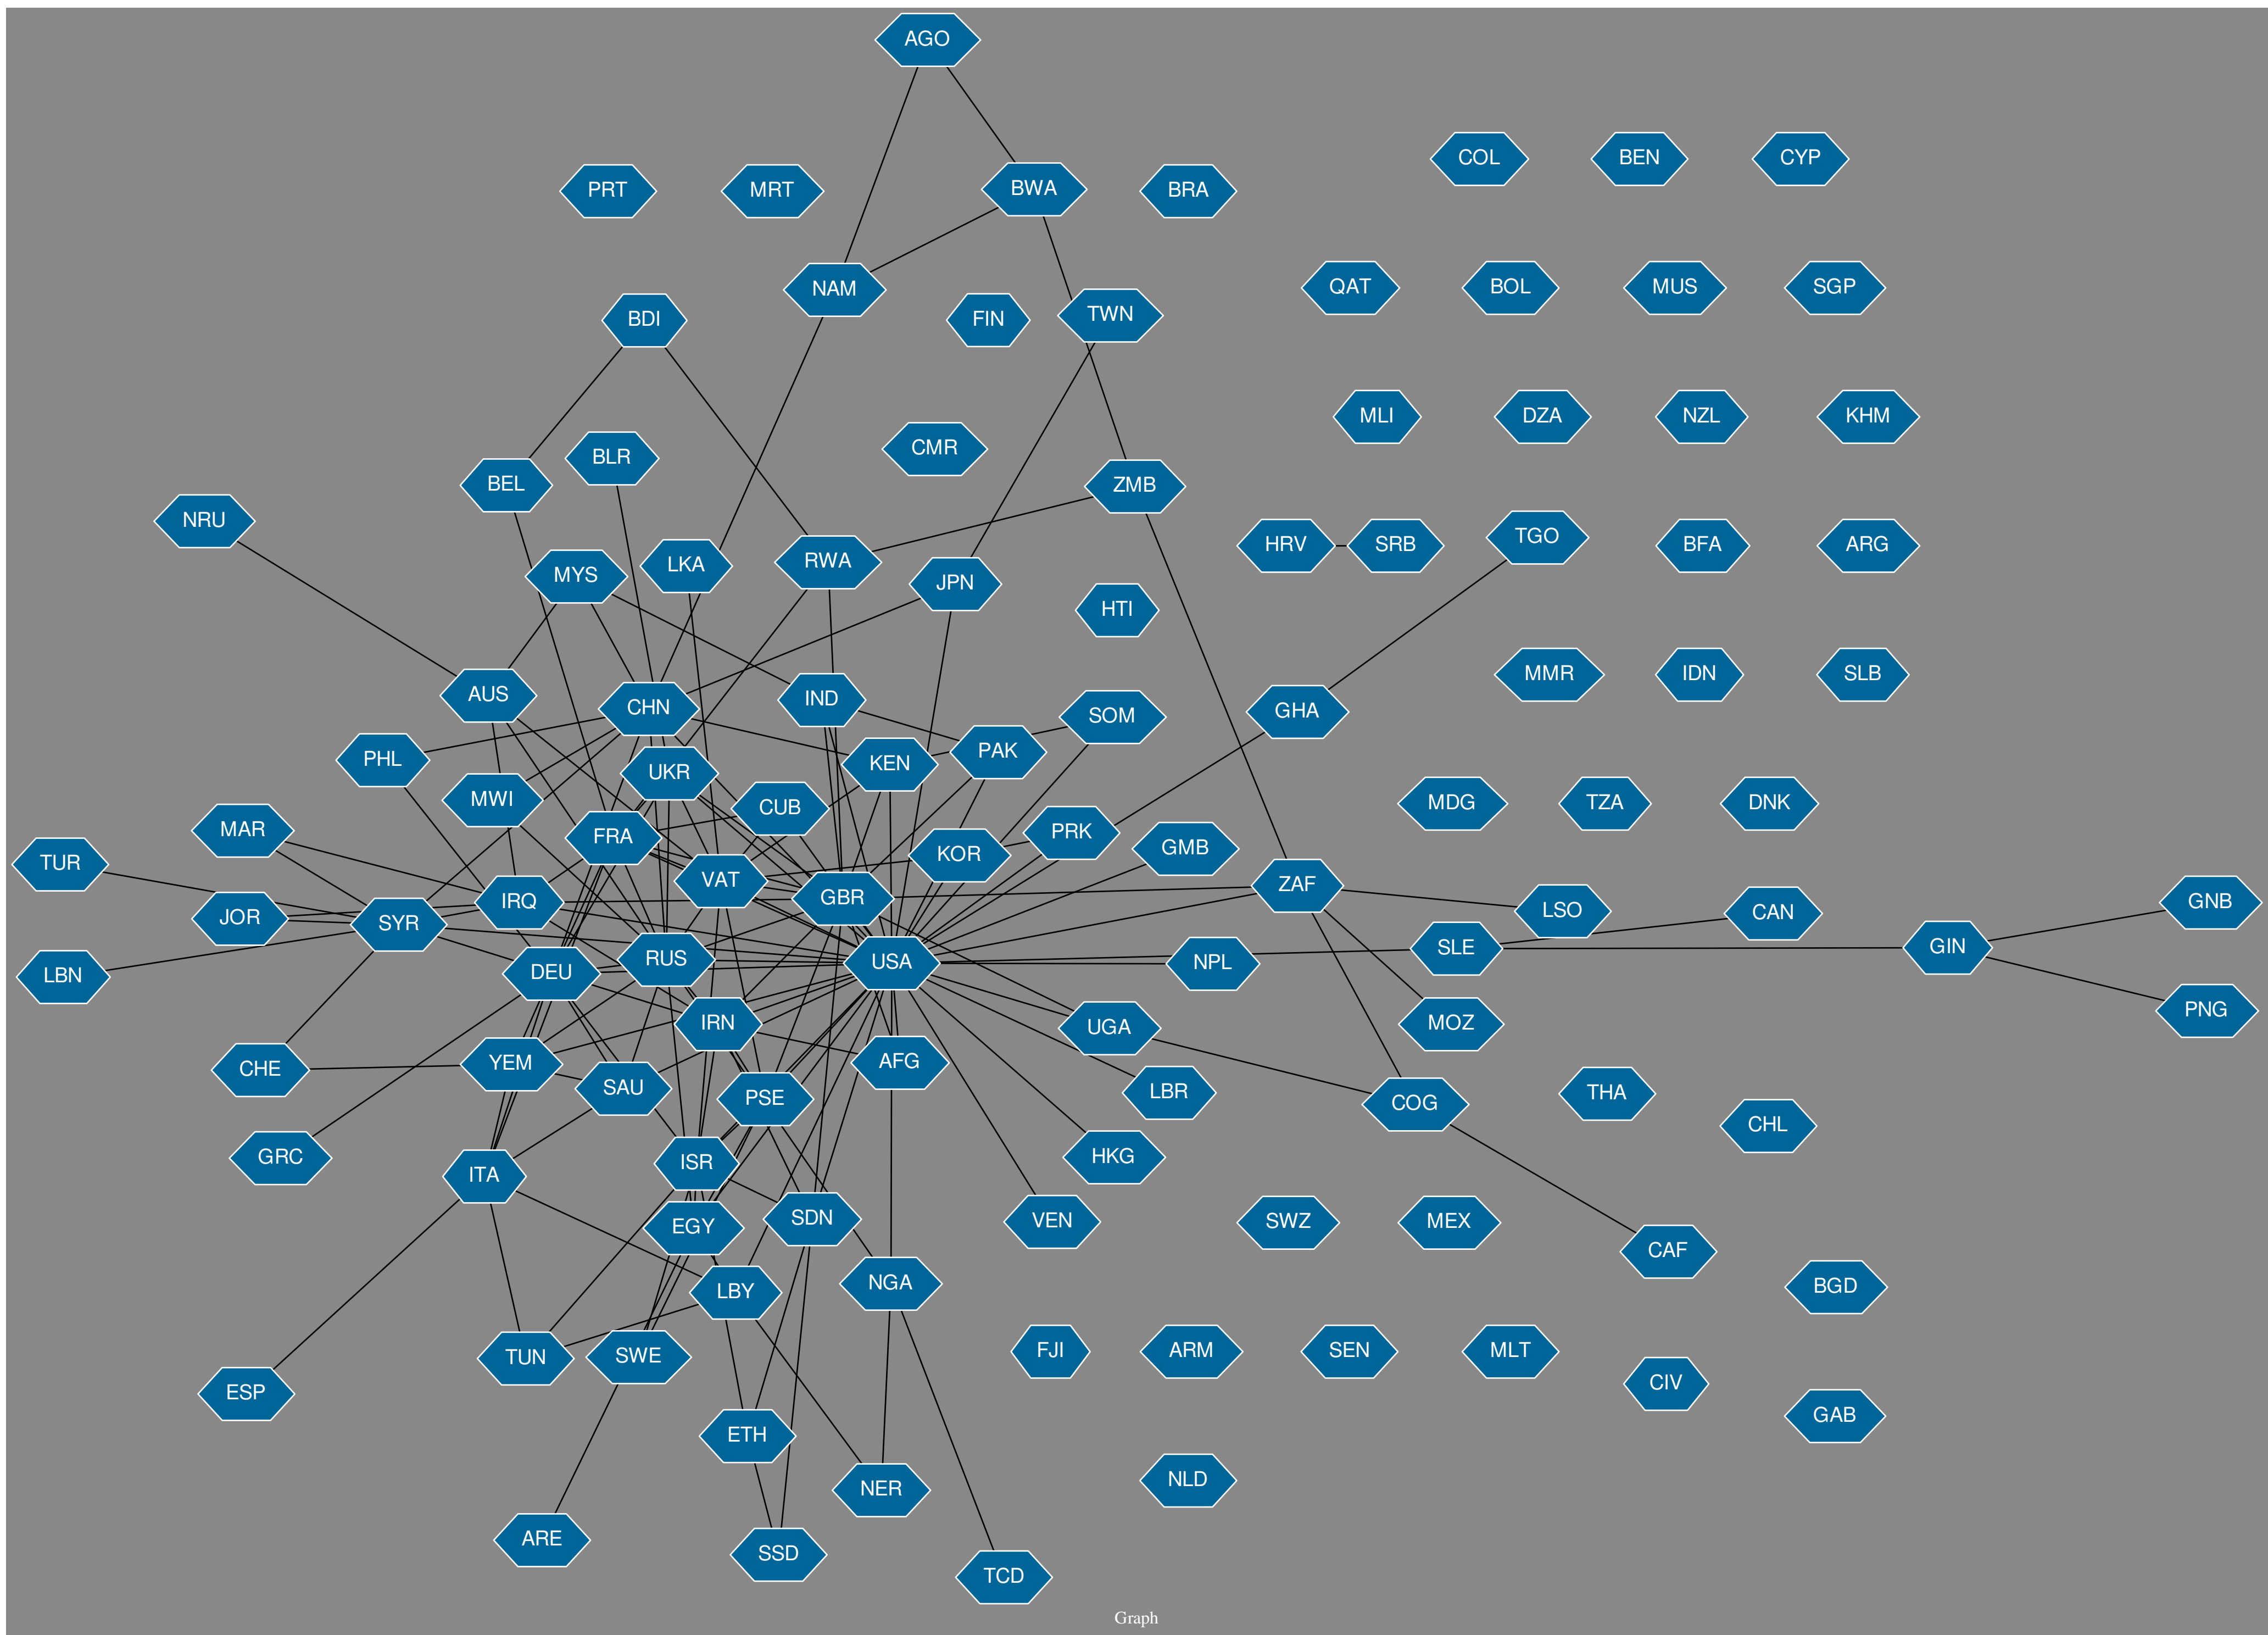 AGO
COL
BEN
CYP
PRT
MRT
BWA
BRA
NAM
QAT
BOL
MUS
SGP
BDI
FIN
TWN
MLI
DZA
NZL
KHM
BLR
CMR
BEL
ZMB
NRU
HRV
SRB
TGO
BFA
ARG
MYS
LKA
RWA
JPN
HTI
MMR
IDN
SLB
AUS
CHN
IND
SOM
GHA
PHL
UKR
KEN
PAK
MWI
CUB
MDG
TZA
DNK
MAR
FRA
PRK
TUR
KOR
GMB
VAT
ZAF
JOR
SYR
IRQ
GBR
LSO
CAN
GNB
LBN
DEU
RUS
USA
NPL
SLE
GIN
IRN
UGA
MOZ
PNG
CHE
YEM
SAU
PSE
AFG
LBR
COG
THA
CHL
GRC
ITA
ISR
HKG
EGY
SDN
VEN
SWZ
MEX
CAF
LBY
NGA
BGD
TUN
SWE
FJI
ARM
SEN
MLT
CIV
ESP
GAB
ETH
NER
NLD
ARE
SSD
TCD
Graph